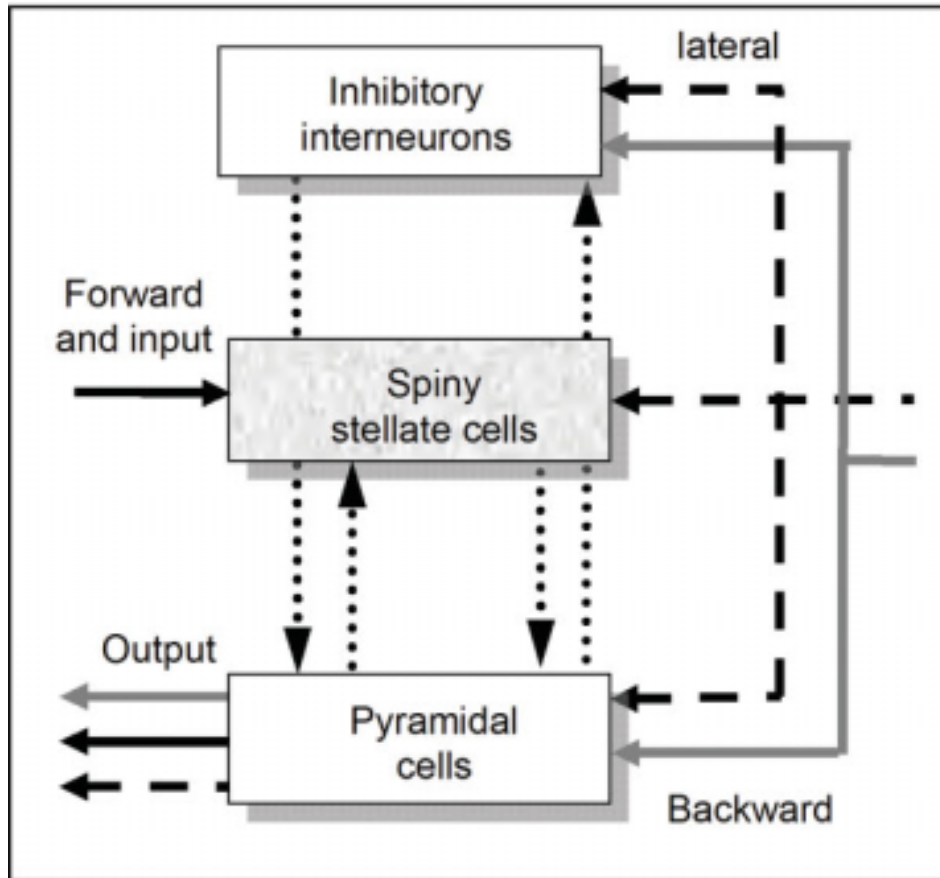 lateral
Inhibitory
interneurons
Forward
and input
Spiny
stellate cells
Output
Pyramidal
cells
Backward